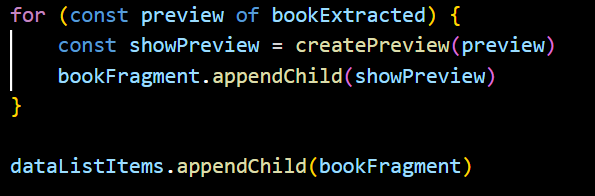 for (const preview of bookExtracted) {
    const showPreview = createPreview(preview)
    bookFragment.appendChild(showPreview)
}

dataListItems.appendChild(bookFragment)